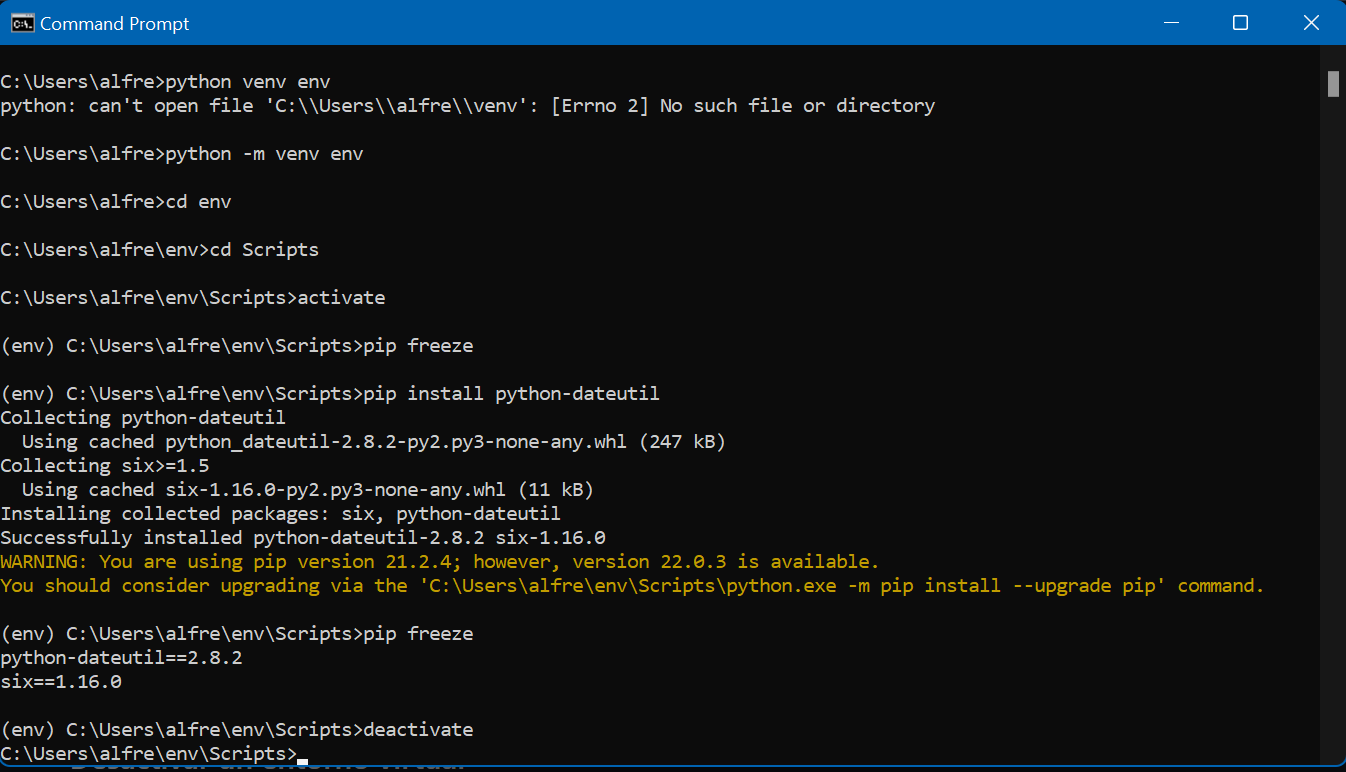 Command Prompt
C:\Users\alfre>python venv env
python: can't open file 'C:\\Users\\alfre\\venv': [Errno 2] No such file or directory
C:\Users\alfre>python -m venv env
C:\Users\alfre>cd env
C:\Users\alfre\env>cd Scripts
C:\Users\alfre\env\Scripts>activate
(env) C:\Users\alfre\env\Scripts>pip freeze
(env) C:\Users\alfre\env\Scripts>pip install python-dateutil
Collecting python-dateutil
  Using cached python_dateutil-2.8.2-py2.py3-none-any.whl (247 kB)
Collecting six>=1.5
  Using cached six-1.16.0-py2.py3-none-any.whl (11 kB)
Installing collected packages: six, python-dateutil
Successfully installed python-dateutil-2.8.2 six-1.16.0
WARNING: You are using pip version 21.2.4; however, version 22.0.3 is available.
You should consider upgrading via the 'C:\Users\alfre\env\Scripts\python.exe -m pip install --upgrade pip' command.
(env) C:\Users\alfre\env\Scripts>pip freeze
python-dateutil==2.8.2
six==1.16.0
(env) C:\Users\alfre\env\Scripts>deactivate
C:\Users\alfre\env\Scripts>